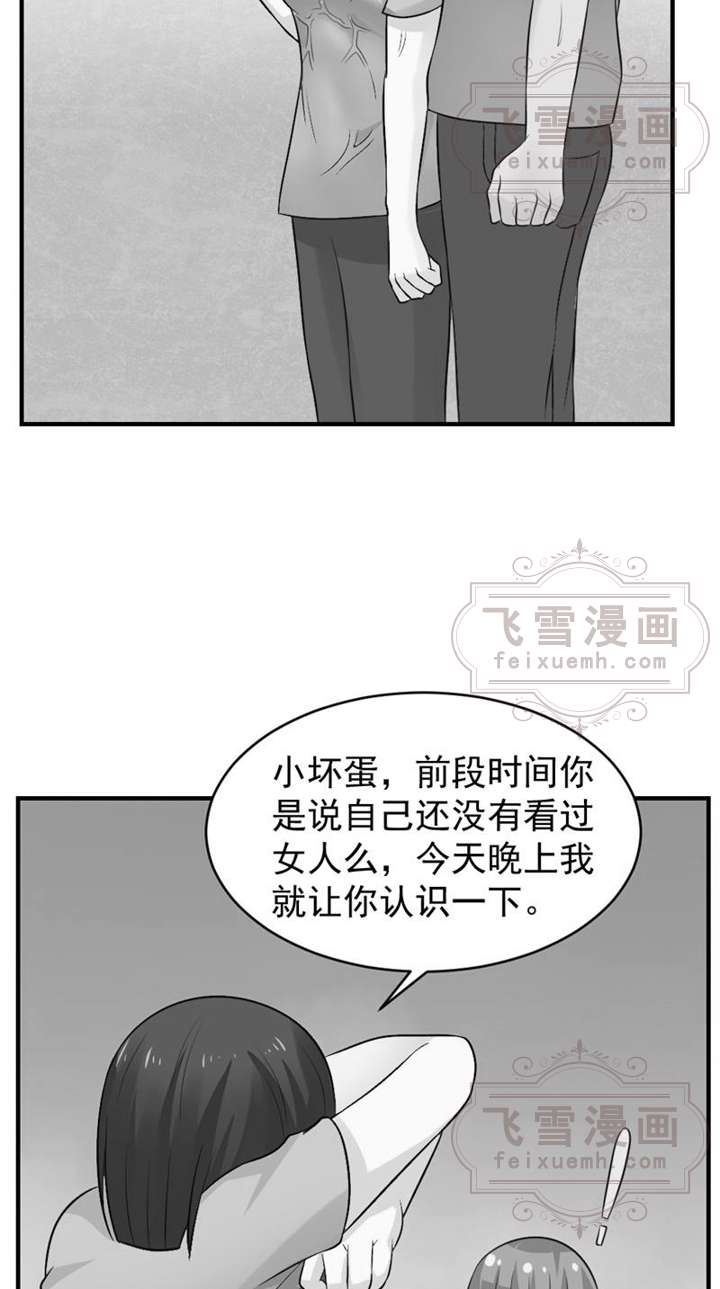 飞雪漫画
feixuemh.com
飞雪漫画
feixuemh.com
小坏蛋，前段时间你
是说自己还没有看过
女人么，今天晚上我
就让你认识一下。
飞雪漫画
feixuemh.com
！